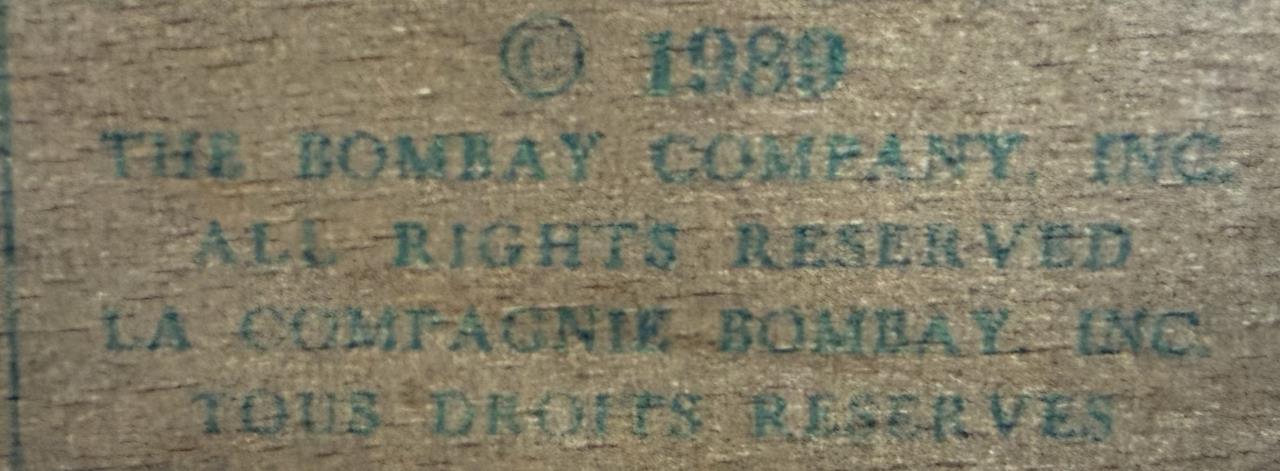 © 1989
THE BOMBAY COMPANY, INC.
ALL RIGHTS RESERVED
LA COMPAGNIE BOMBAY, INC.
TOUS DROITS RESERVES